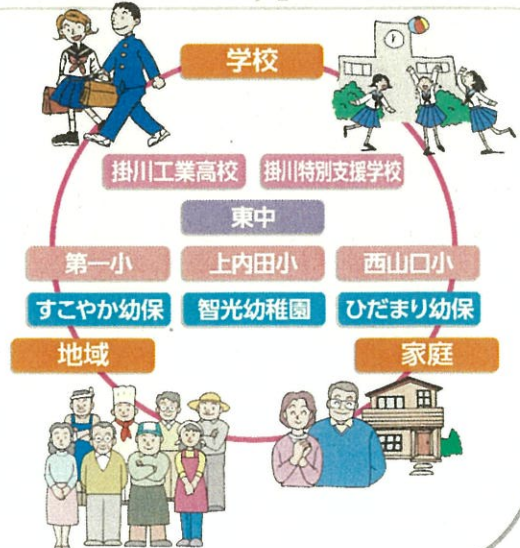 学校
掛川工業高校 掛川特別支援学校
東中
第一小 上内田小 西山口小
すこやか幼保 智光幼稚園 ひだまり幼保
地域 家庭